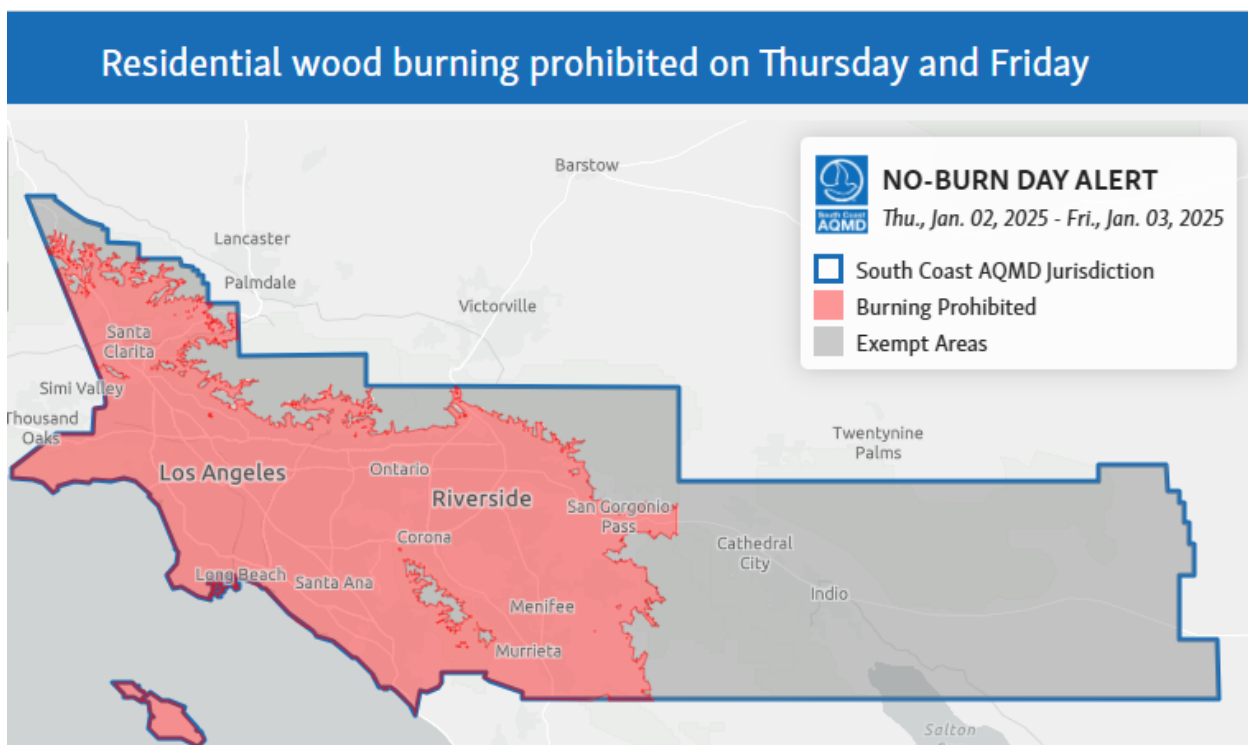 Residential wood burning prohibited on Thursday and Friday
NO-BURN DAY ALERT
South Coast
AQMD
Thu., Jan. 02, 2025 - Fri., Jan. 03, 2025
South Coast AQMD Jurisdiction
Burning Prohibited
Exempt Areas
Barstow
Lancaster
Palmdale
Victorville
Santa
Clarita
Simi Valley
Thousand
Oaks
Twentynine
Palms
Los Angeles
Ontario
Riverside
San Gorgonio
Pass
Corona
Cathedral
City
Long Beach
Santa Ana
Indio
Menifee
Murrieta
Salton